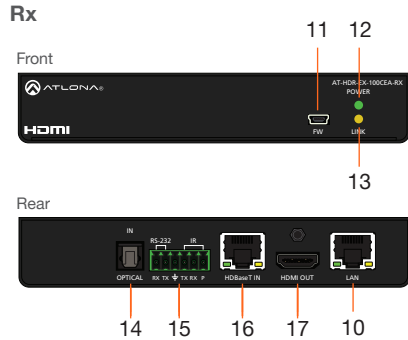 Rx
11 12
Front
ATLONA®
AT-HDR-EX-100CEA-RX
POWER
HDMI
FW LINK
13
Rear
IN
RS-232 IR
OPTICAL RX TX TX RX P HDBaseT IN HDMI OUT LAN
14 15 16 17 10